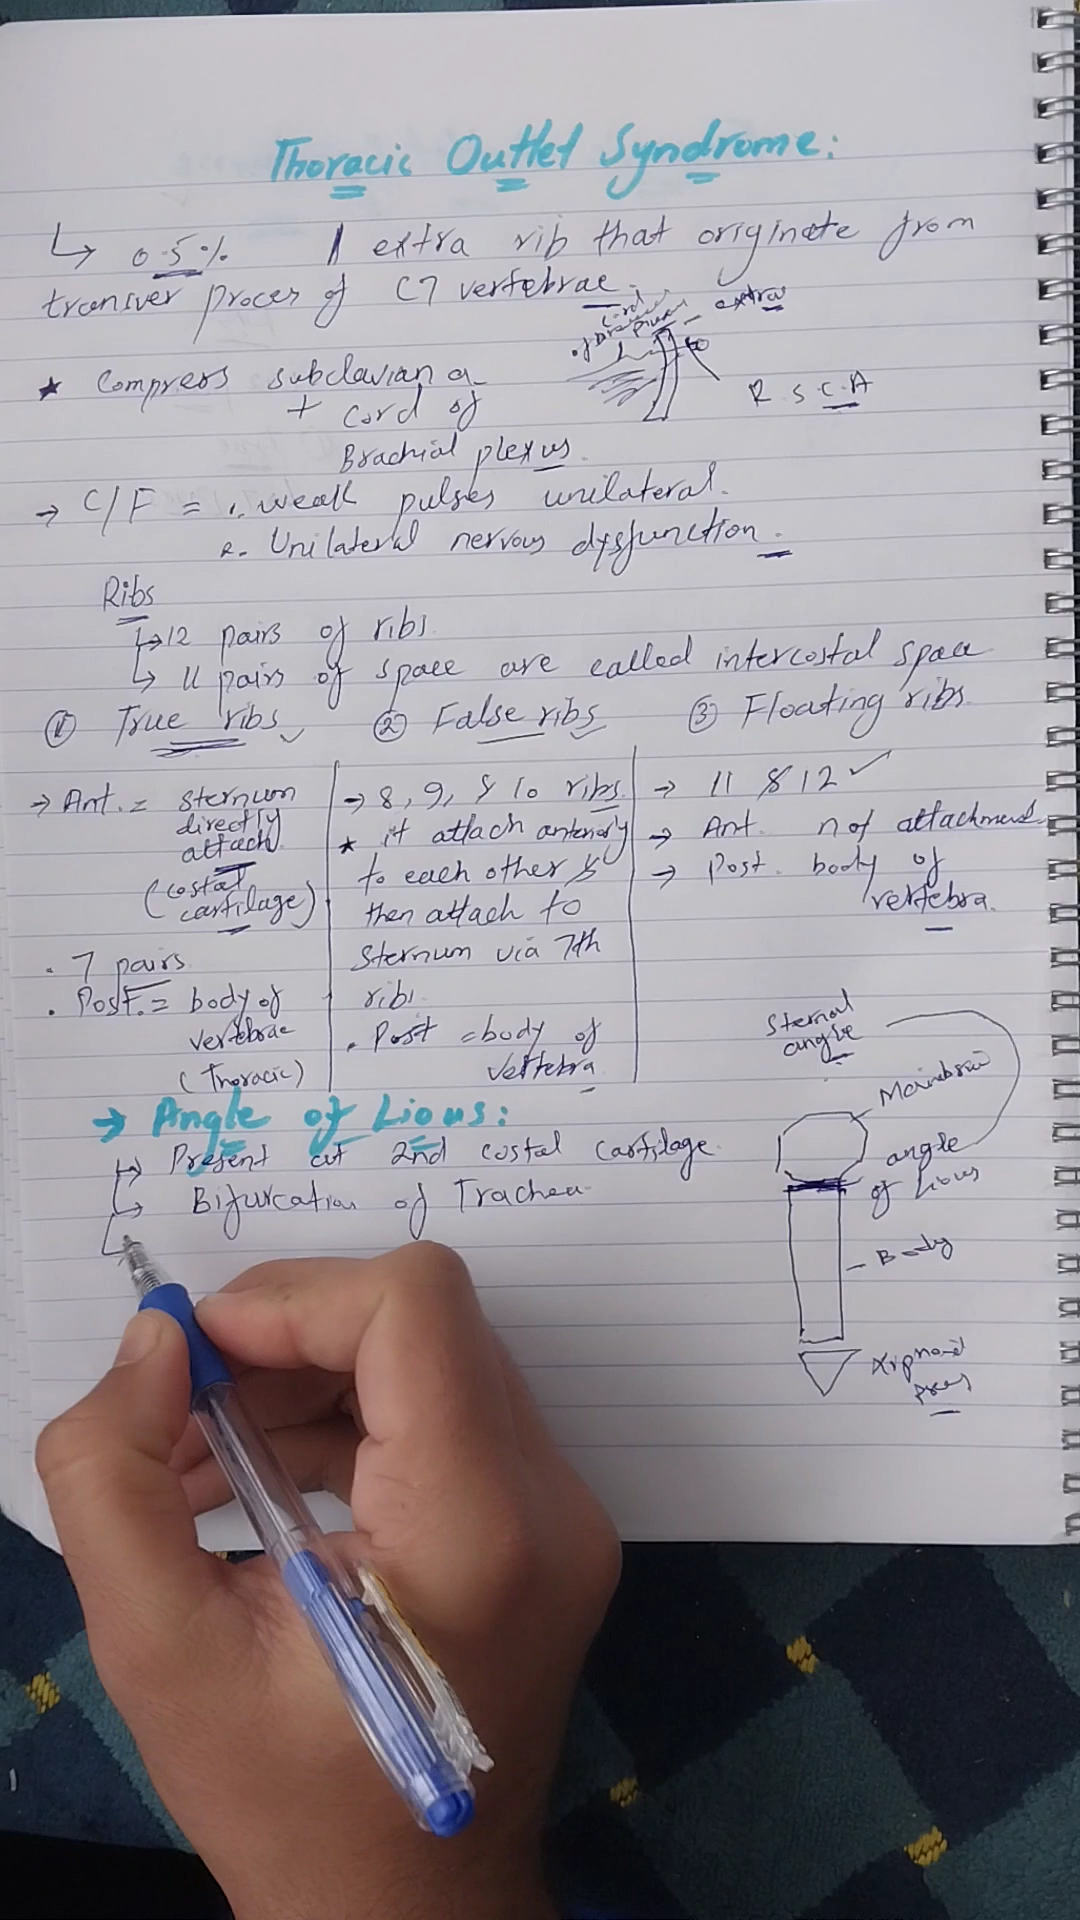 Thoracic Outlet Syndrome:
↳ 0.5% 1 extra rib that originate from
transver proces of C7 vertebrae.
cord
of Brachial
plexus
extra
R. S. C. A
★ Compress subclavian a.
+ cord of
Brachial plexus.
→ C/F = 1. weak pulses unilateral.
2. Unilateral nervous dysfunction.
Ribs
↳ 12 pairs of ribs.
↳ 11 pairs of space are called intercostal space
① True ribs ② False ribs ③ Floating ribs.
→ Ant. = sternum
directly
attach
(costal
cartilage)
. 7 pairs
. Post. = body of
vertebrae
(Thoracic)
→ 8, 9, & 10 ribs
★ it attach anteriorly
to each other &
then attach to
sternum via 7th
ribs.
. Post = body of
vertebra
→ 11 & 12 ✓
→ Ant. not attachment.
→ Post. body of
vertebra.
→ Angle of Lious:
↳ Present at 2nd costal cartilage.
↳ Bifurcation of Trachea
Sternal
angle
angle
of Lious
- Body
xiphoid